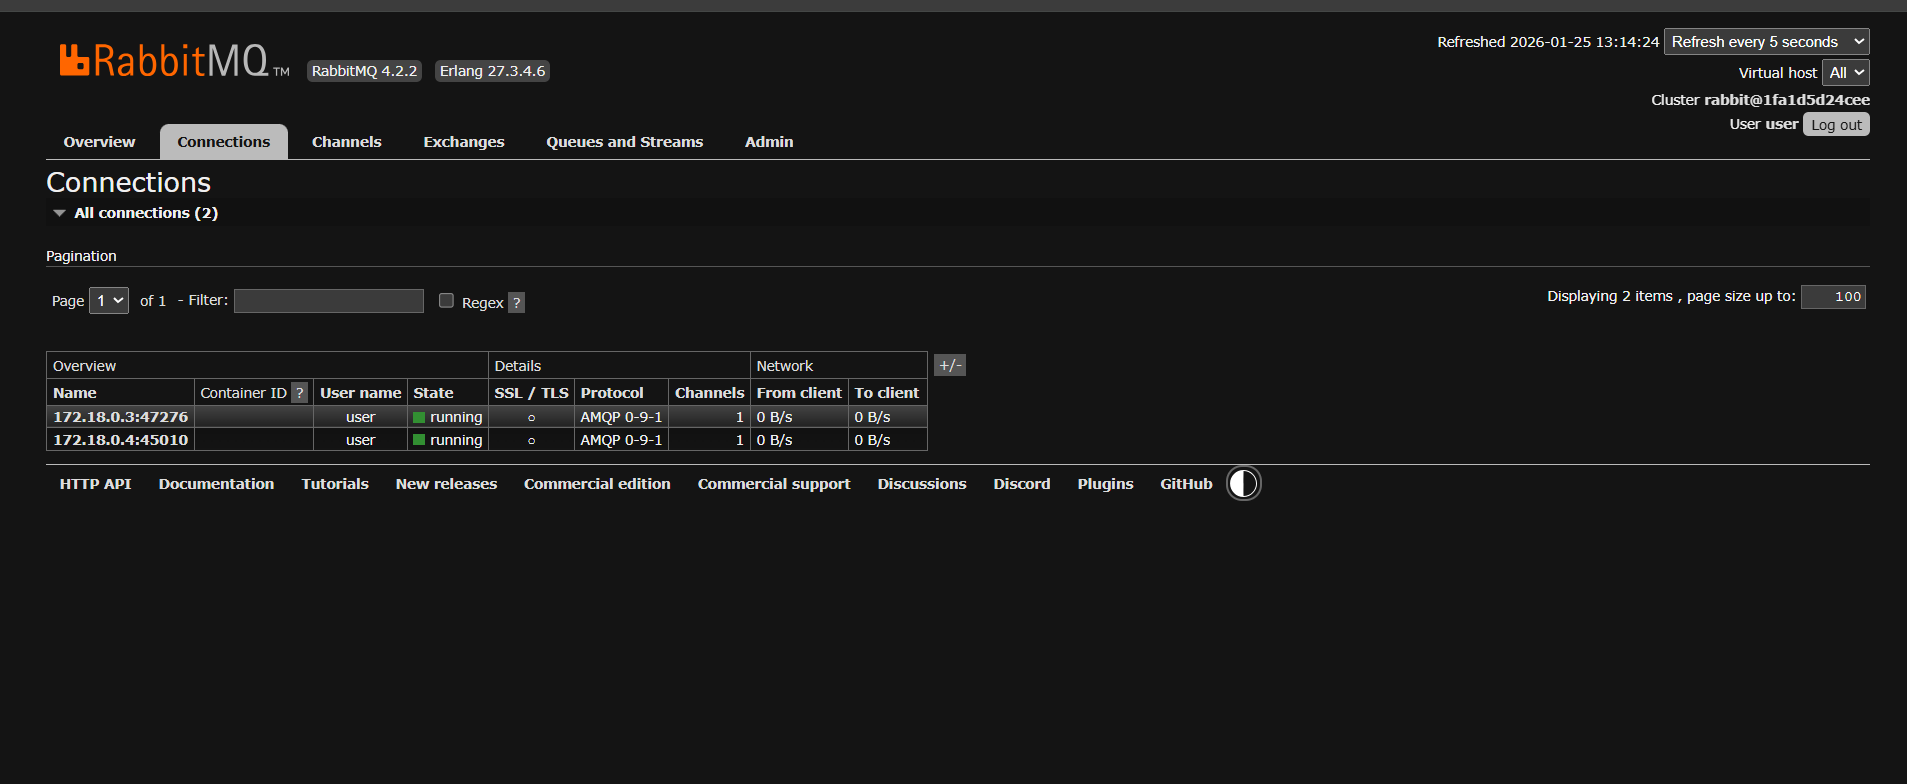 RabbitMQ TM RabbitMQ 4.2.2 Erlang 27.3.4.6
Refreshed 2026-01-25 13:14:24 Refresh every 5 seconds
Virtual host All
Cluster rabbit@1fa1d5d24cee
User user Log out
Overview Connections Channels Exchanges Queues and Streams Admin
Connections
All connections (2)
Pagination
Page 1 of 1 - Filter: Regex ? Displaying 2 items , page size up to: 100
Overview Details Network +/-
Name Container ID ? User name State SSL / TLS Protocol Channels From client To client
172.18.0.3:47276 user running ○ AMQP 0-9-1 1 0 B/s 0 B/s
172.18.0.4:45010 user running ○ AMQP 0-9-1 1 0 B/s 0 B/s
HTTP API Documentation Tutorials New releases Commercial edition Commercial support Discussions Discord Plugins GitHub